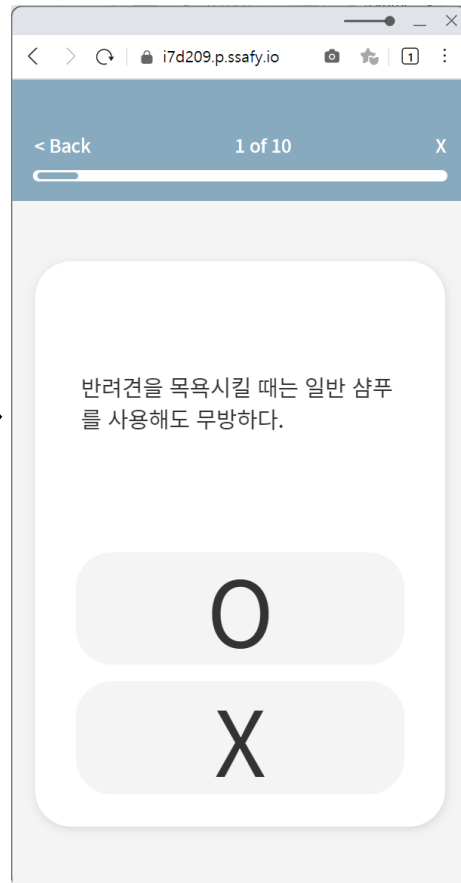 i7d209.p.ssafy.io
1
< Back 1 of 10 X
반려견을 목욕시킬 때는 일반 샴푸
를 사용해도 무방하다.
O
X